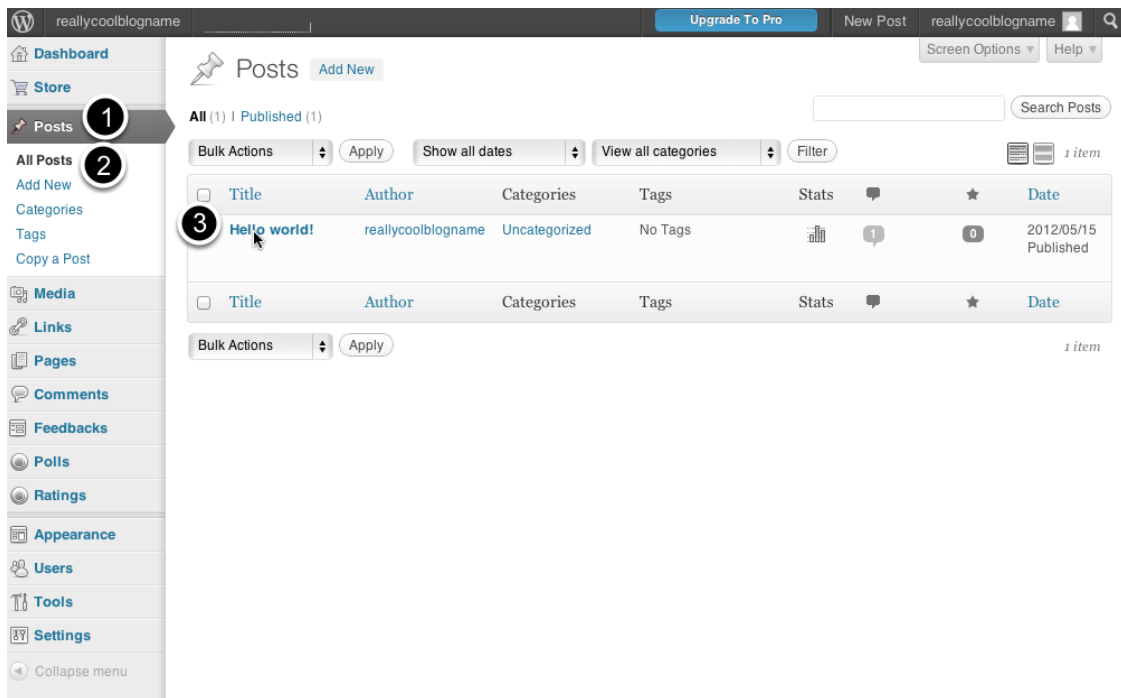 reallycoolblogname Upgrade To Pro New Post reallycoolblogname
Screen Options Help
Dashboard
Store
Posts
All Posts
Add New
Categories
Tags
Copy a Post
Media
Links
Pages
Comments
Feedbacks
Polls
Ratings
Appearance
Users
Tools
Settings
Collapse menu
1
2
3
Posts Add New
All (1) | Published (1)
Search Posts
Bulk Actions Apply Show all dates View all categories Filter 1 item
Title Author Categories Tags Stats Date
Hello world! reallycoolblogname Uncategorized No Tags 1 0 2012/05/15
Published
Title Author Categories Tags Stats Date
Bulk Actions Apply 1 item